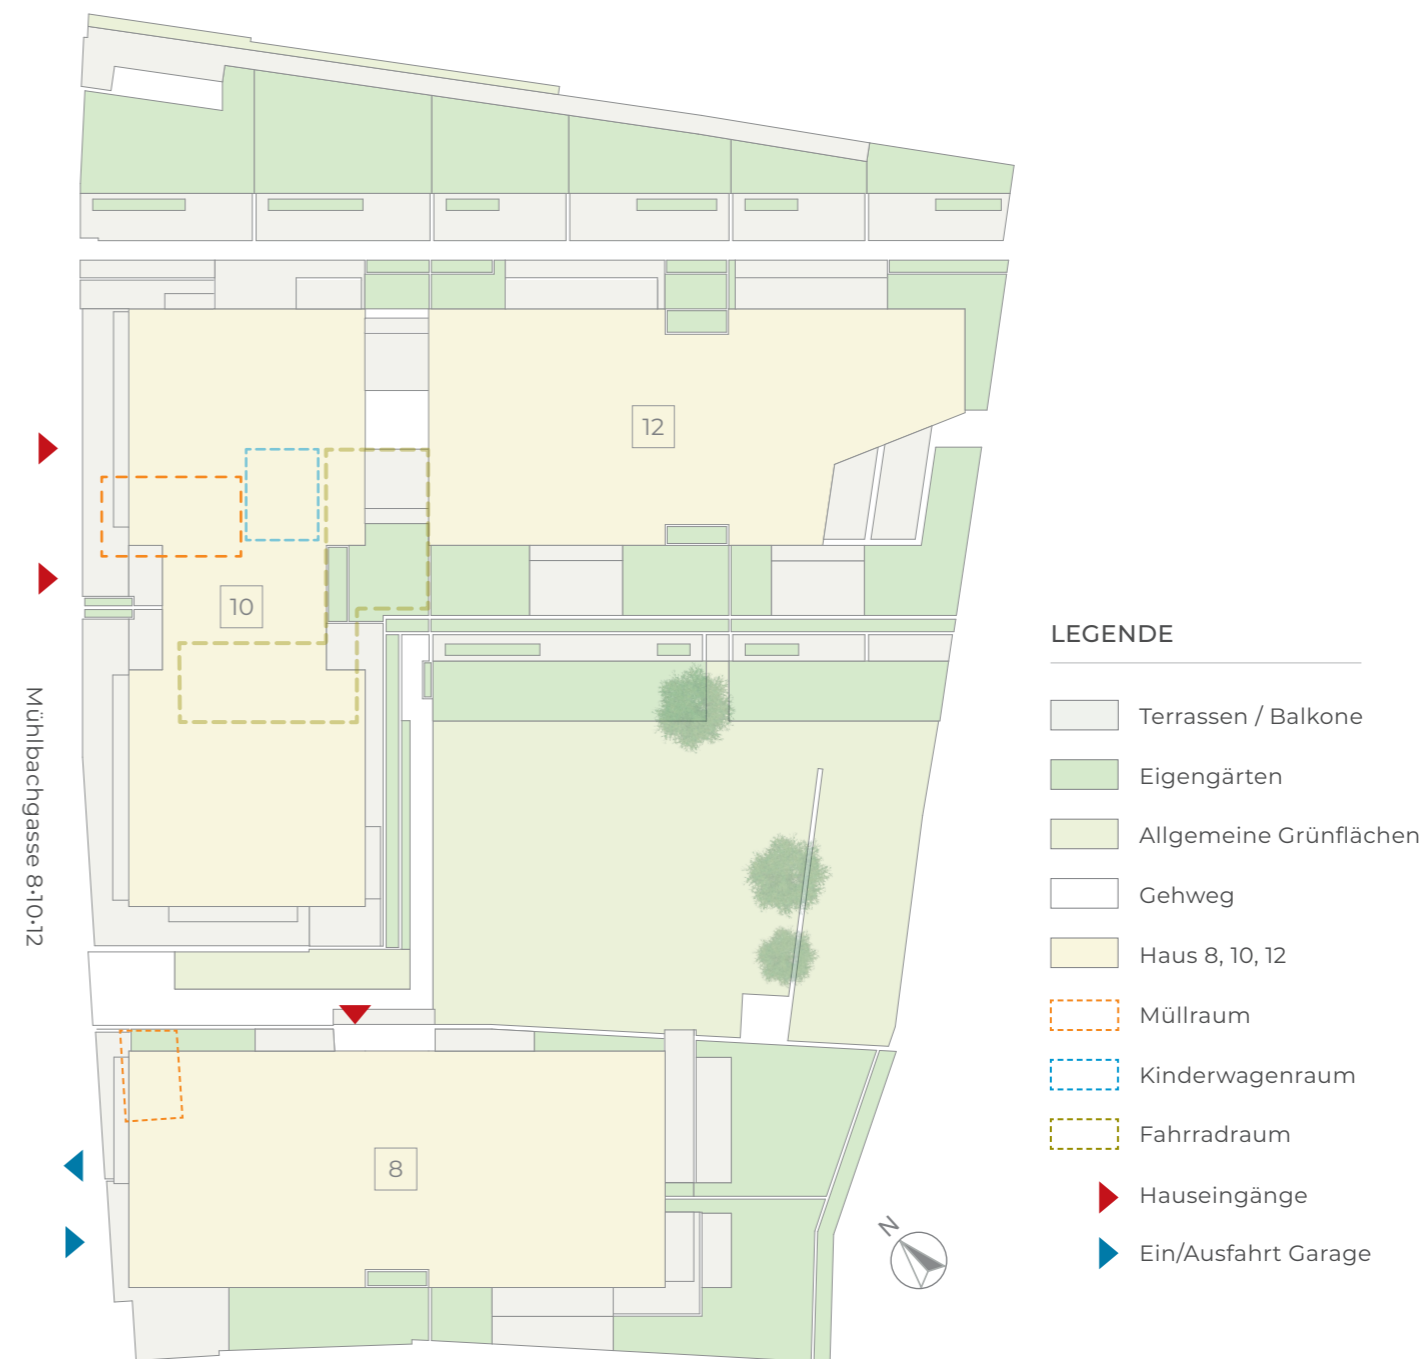 12
10
Mühlbachgasse 8·10·12
8
N
LEGENDE
Terrassen / Balkone
Eigengärten
Allgemeine Grünflächen
Gehweg
Haus 8, 10, 12
Müllraum
Kinderwagenraum
Fahrradraum
Hauseingänge
Ein/Ausfahrt Garage